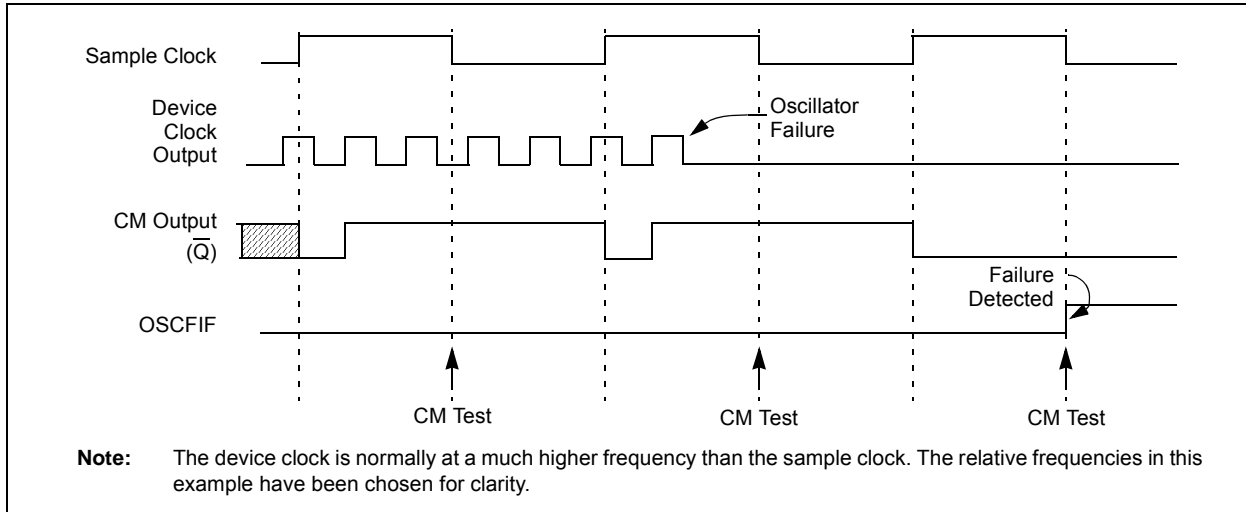 Sample Clock
Device
Clock
Output
Oscillator
Failure
CM Output
(Q̅)
Failure
Detected
OSCFIF
CM Test
CM Test
CM Test
Note: The device clock is normally at a much higher frequency than the sample clock. The relative frequencies in this
example have been chosen for clarity.